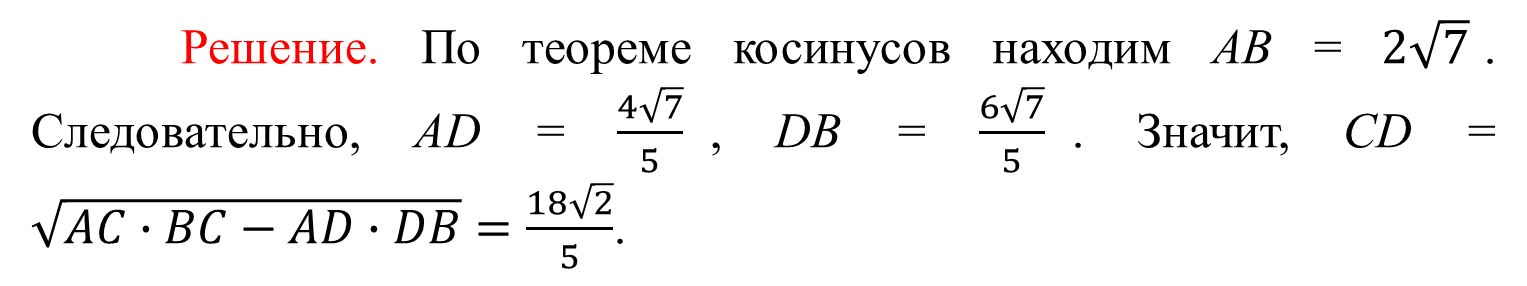 Решение. По теореме косинусов находим AB = 2√7 .
Следовательно, AD = 4√7/5 , DB = 6√7/5 . Значит, CD =
√(AC · BC − AD · DB) = 18√2/5.